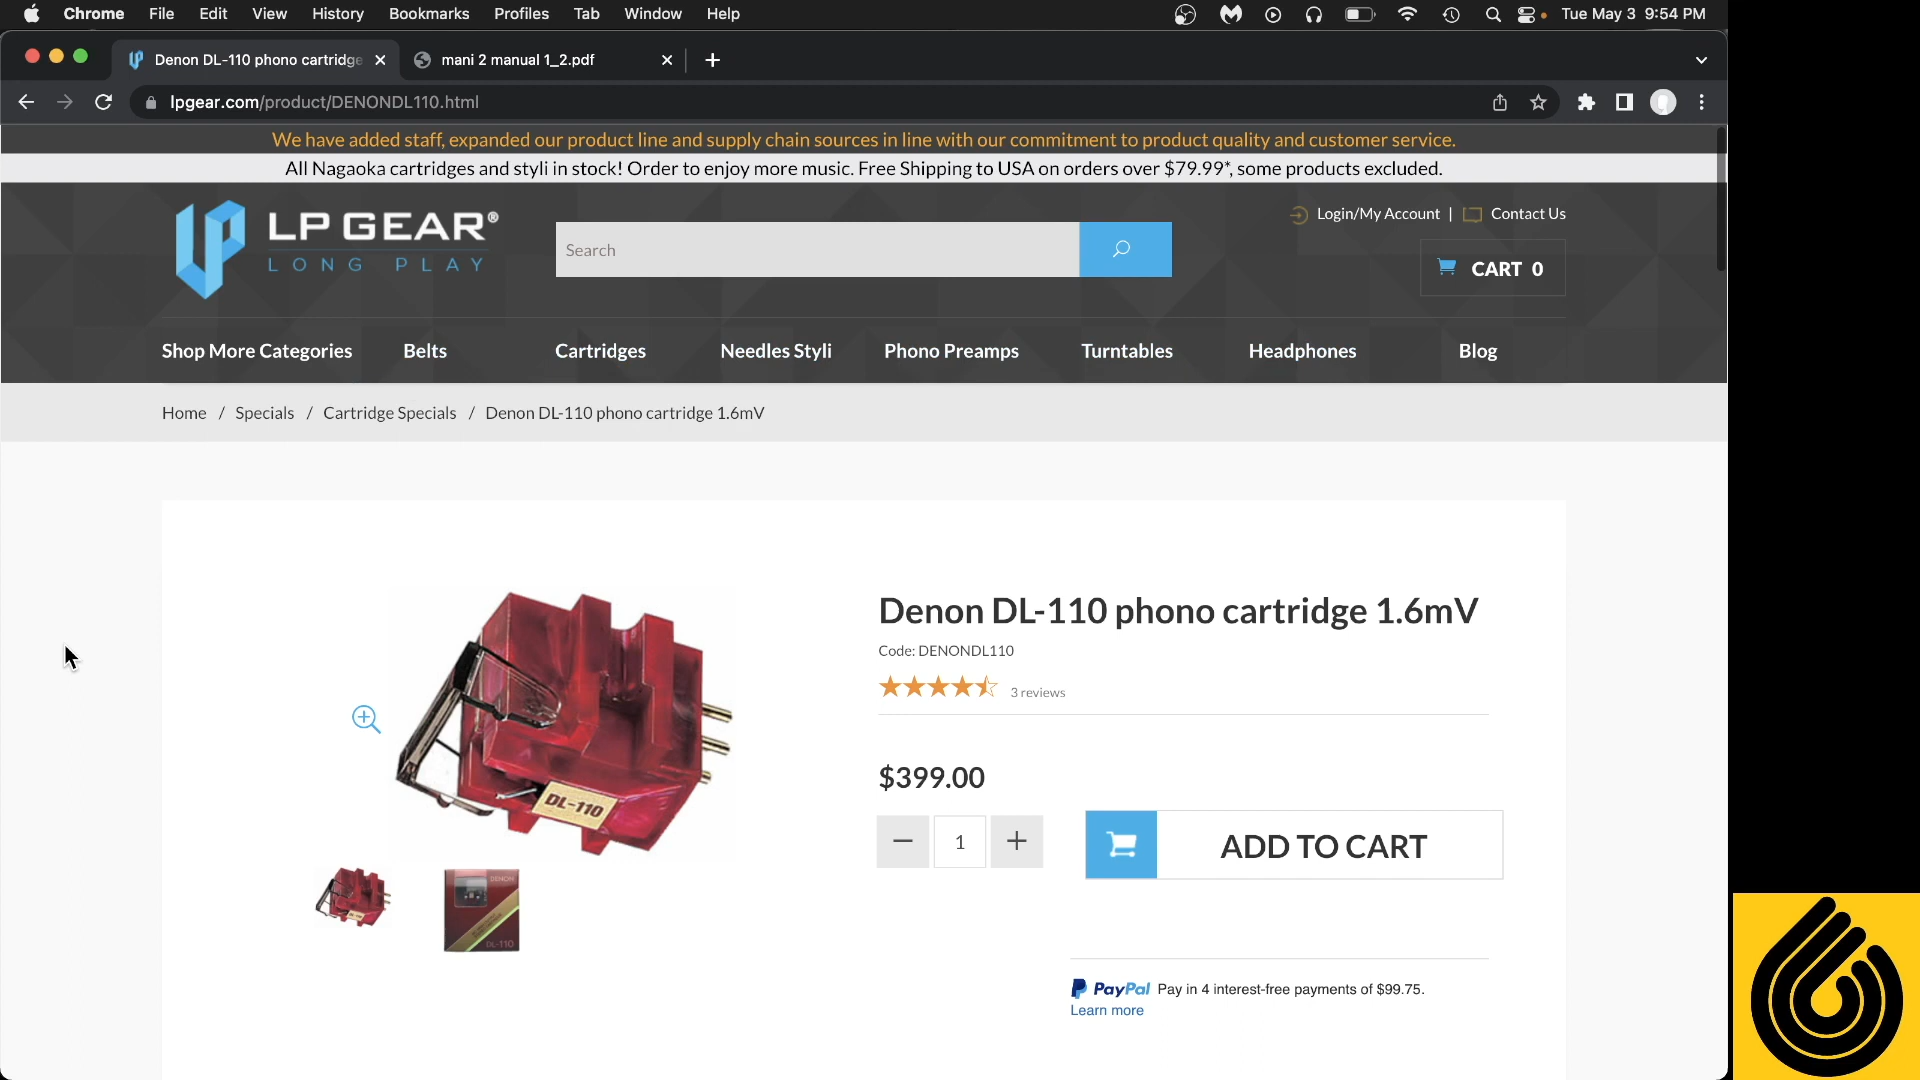 Chrome File Edit View History Bookmarks Profiles Tab Window Help Tue May 3 9:54 PM
Denon DL-110 phono cartridge mani 2 manual 1_2.pdf
lpgear.com/product/DENONDL110.html
We have added staff, expanded our product line and supply chain sources in line with our commitment to product quality and customer service.
All Nagaoka cartridges and styli in stock! Order to enjoy more music. Free Shipping to USA on orders over $79.99*, some products excluded.
LP GEAR®
LONG PLAY
Search
Login/My Account | Contact Us
CART 0
Shop More Categories Belts Cartridges Needles Styli Phono Preamps Turntables Headphones Blog
Home / Specials / Cartridge Specials / Denon DL-110 phono cartridge 1.6mV
Denon DL-110 phono cartridge 1.6mV
Code: DENONDL110
3 reviews
DL-110
$399.00
1
ADD TO CART
DENON
DL-110
PayPal Pay in 4 interest-free payments of $99.75.
Learn more